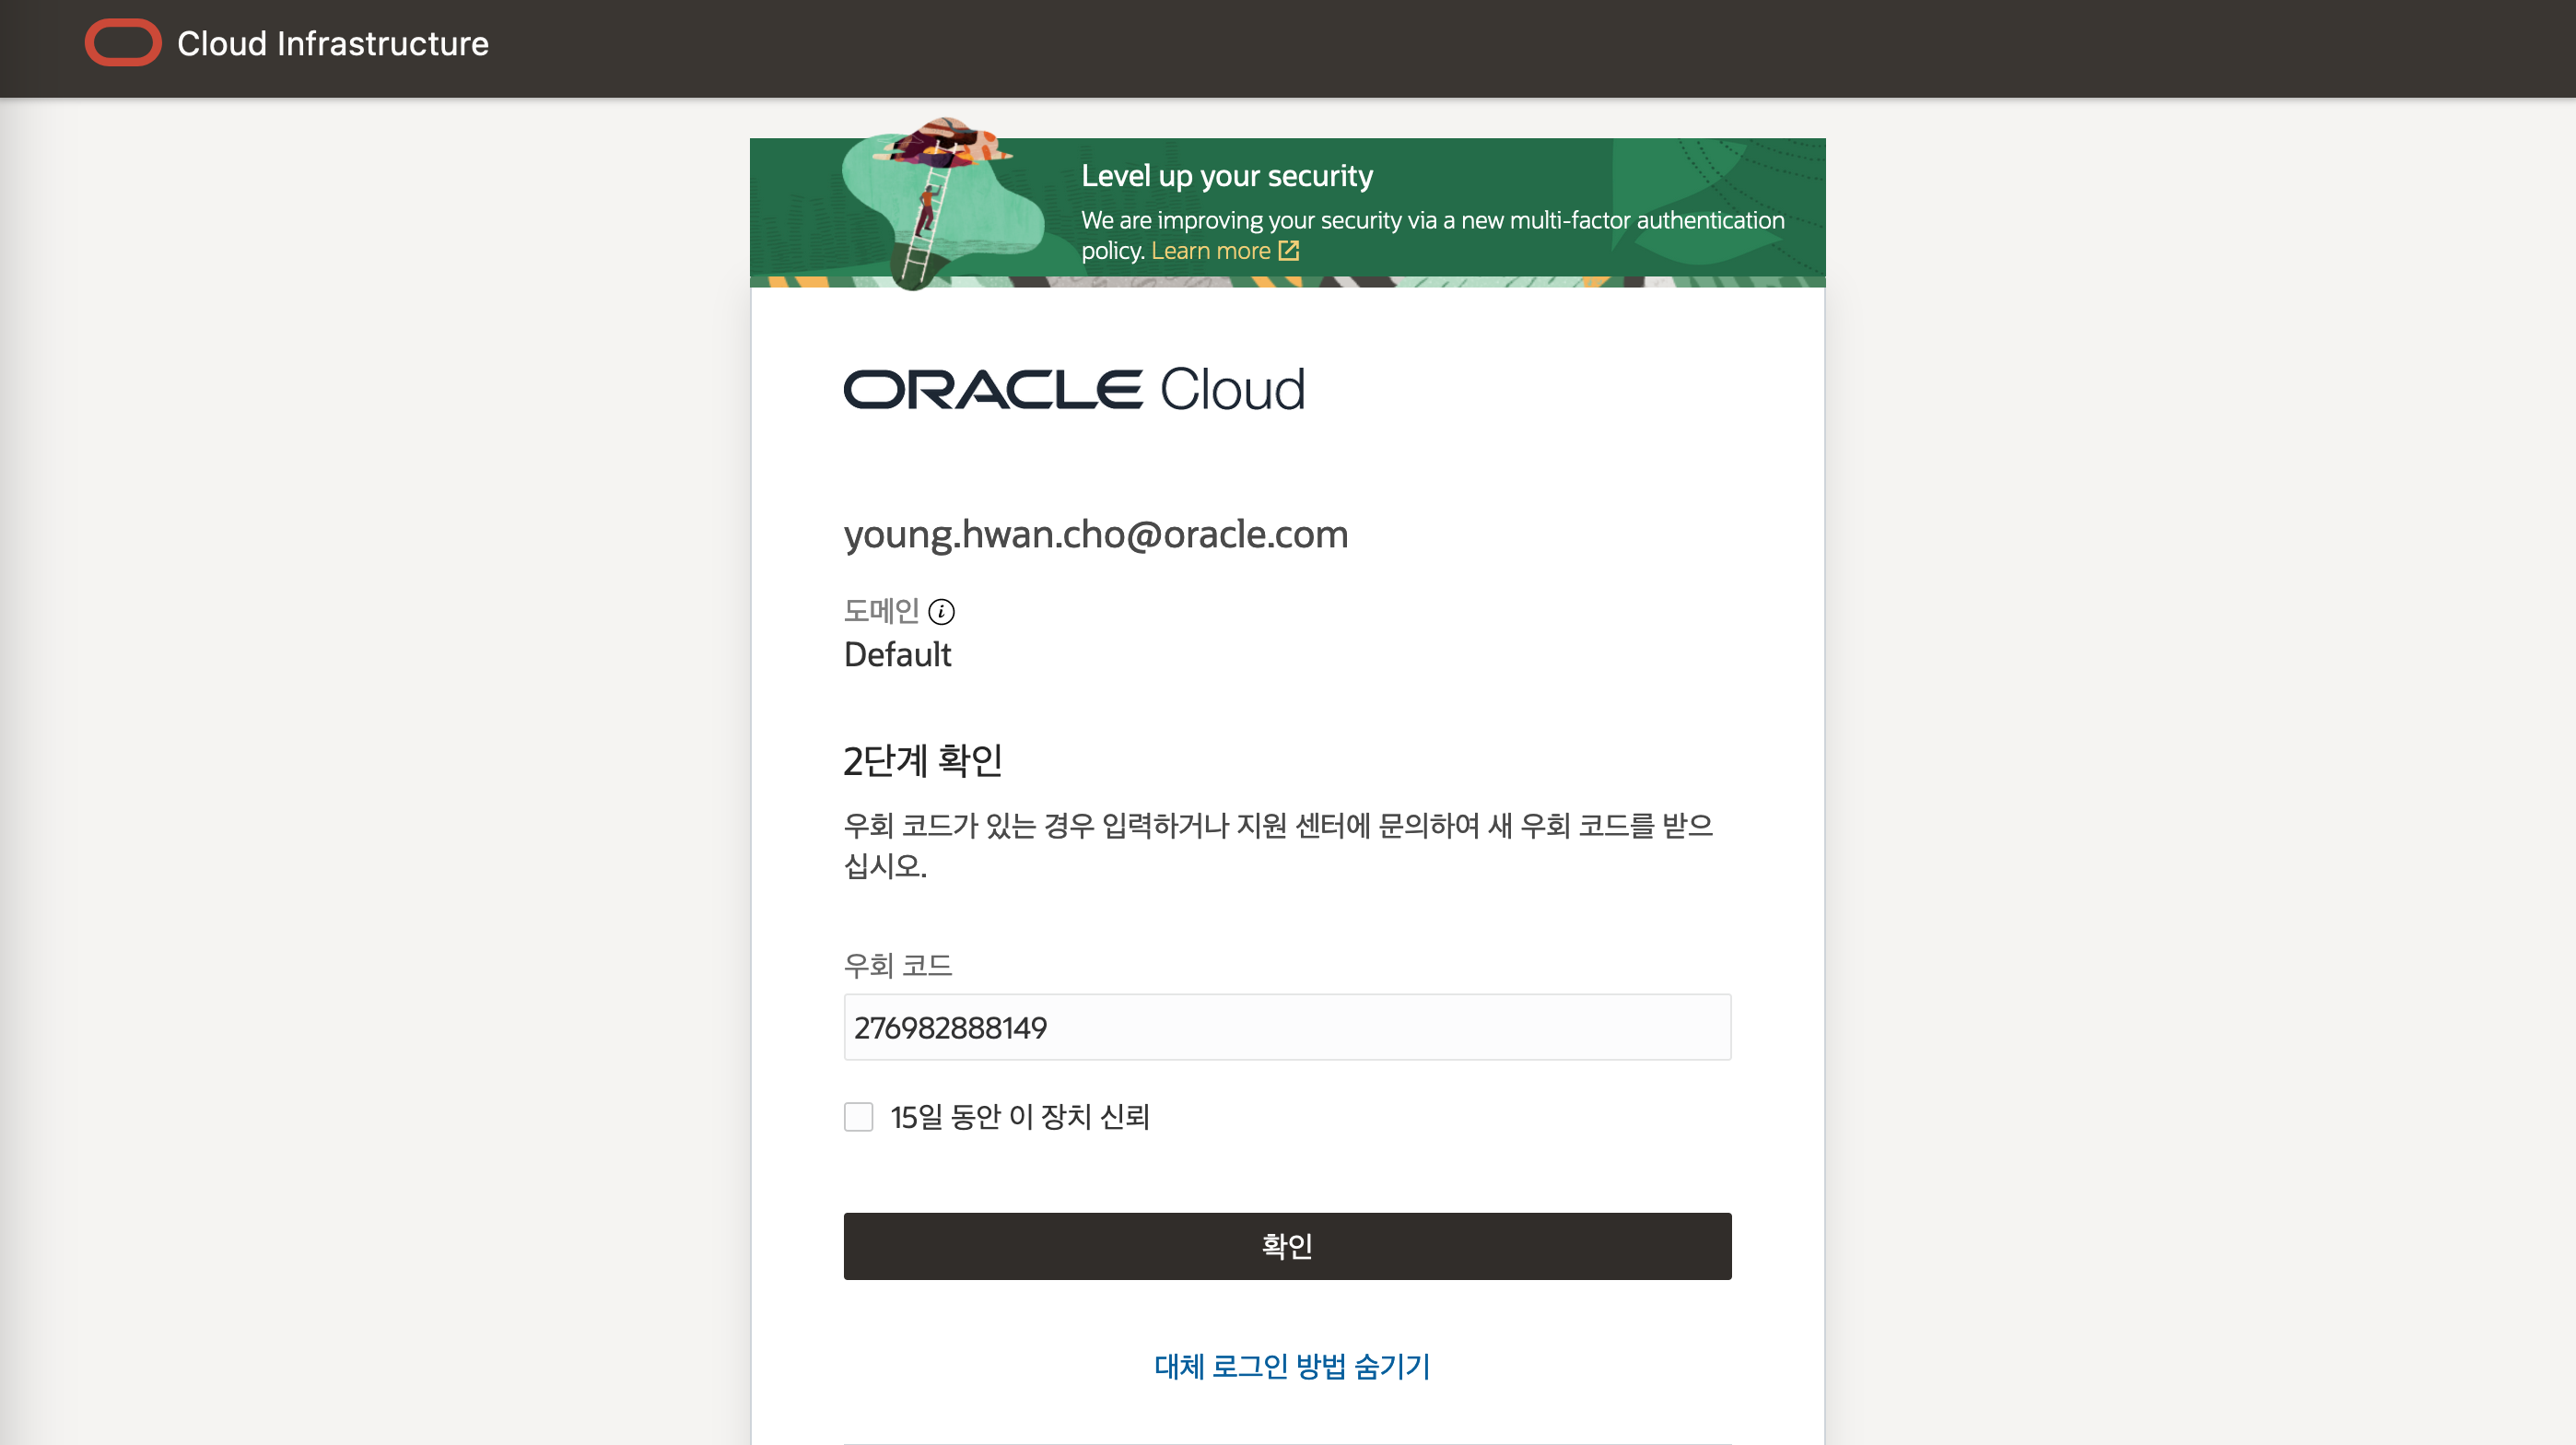 Cloud Infrastructure
Level up your security
We are improving your security via a new multi-factor authentication
policy. Learn more
ORACLE Cloud
young.hwan.cho@oracle.com
도메인
Default
2단계 확인
우회 코드가 있는 경우 입력하거나 지원 센터에 문의하여 새 우회 코드를 받으
십시오.
우회 코드
276982888149
15일 동안 이 장치 신뢰
확인
대체 로그인 방법 숨기기